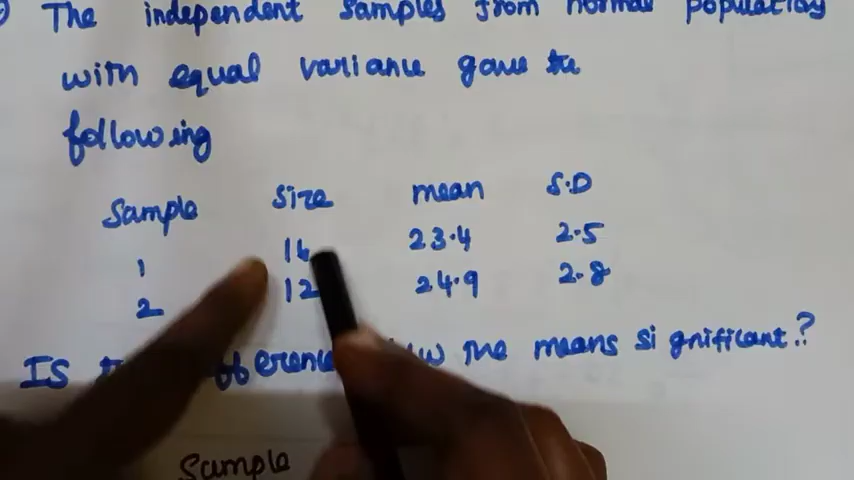 The independent samples from normal population
with equal variance gave the
following
Sample size mean S.D
1 16 23.4 2.5
2 12 24.9 2.8
Is the difference the means significant?
Sample